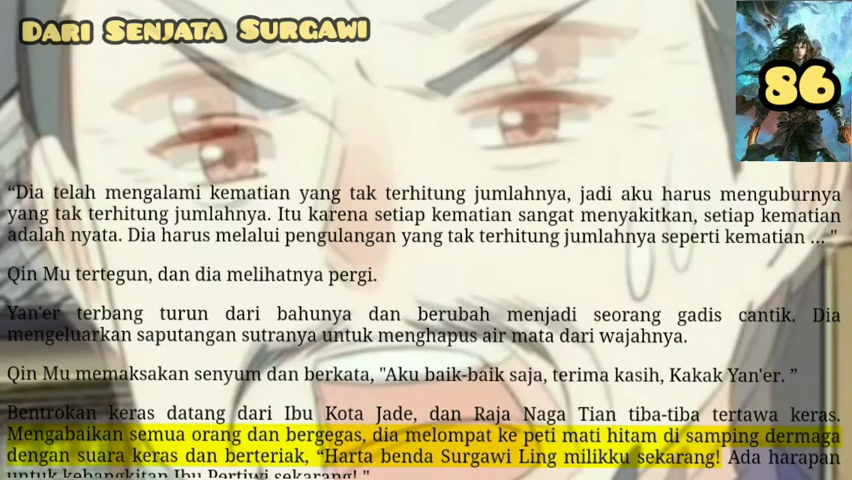 DARI SENJATA SURGAWI
86
“Dia telah mengalami kematian yang tak terhitung jumlahnya, jadi aku harus menguburnya
yang tak terhitung jumlahnya. Itu karena setiap kematian sangat menyakitkan, setiap kematian
adalah nyata. Dia harus melalui pengulangan yang tak terhitung jumlahnya seperti kematian ... "
Qin Mu tertegun, dan dia melihatnya pergi.
Yan'er terbang turun dari bahunya dan berubah menjadi seorang gadis cantik. Dia
mengeluarkan saputangan sutranya untuk menghapus air mata dari wajahnya.
Qin Mu memaksakan senyum dan berkata, "Aku baik-baik saja, terima kasih, Kakak Yan'er. ”
Bentrokan keras datang dari Ibu Kota Jade, dan Raja Naga Tian tiba-tiba tertawa keras.
Mengabaikan semua orang dan bergegas, dia melompat ke peti mati hitam di samping dermaga
dengan suara keras dan berteriak, “Harta benda Surgawi Ling milikku sekarang! Ada harapan
untuk kebangkitan Ibu Pertiwi sekarang! "